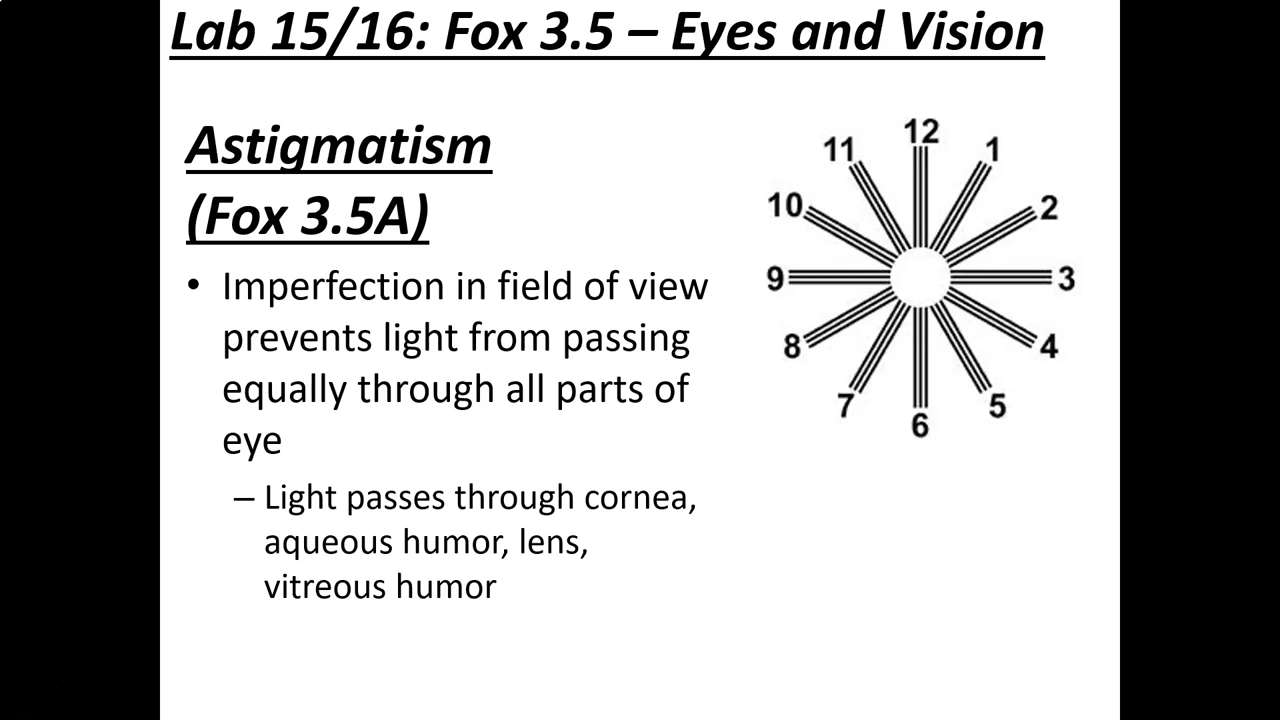 Lab 15/16: Fox 3.5 – Eyes and Vision
Astigmatism
(Fox 3.5A)
• Imperfection in field of view
prevents light from passing
equally through all parts of
eye
– Light passes through cornea,
aqueous humor, lens,
vitreous humor
12
1
2
3
4
5
6
7
8
9
10
11